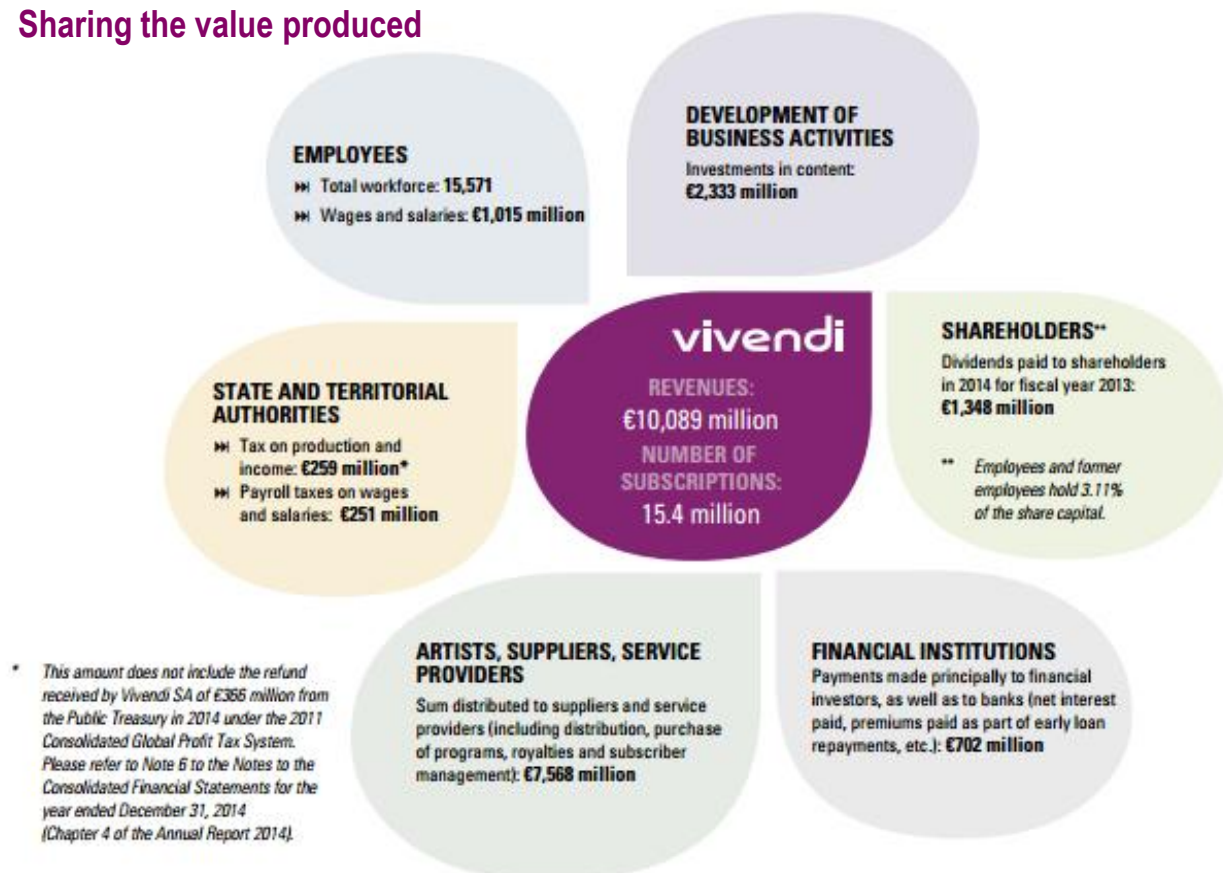 Sharing the value produced
EMPLOYEES
Total workforce: 15,571
Wages and salaries: €1,015 million
DEVELOPMENT OF
BUSINESS ACTIVITIES
Investments in content:
€2,333 million
STATE AND TERRITORIAL
AUTHORITIES
Tax on production and
income: €259 million*
Payroll taxes on wages
and salaries: €251 million
vivendi
REVENUES:
€10,089 million
NUMBER OF
SUBSCRIPTIONS:
15.4 million
SHAREHOLDERS**
Dividends paid to shareholders
in 2014 for fiscal year 2013:
€1,348 million
** Employees and former
employees hold 3.11%
of the share capital.
ARTISTS, SUPPLIERS, SERVICE
PROVIDERS
Sum distributed to suppliers and service
providers (including distribution, purchase
of programs, royalties and subscriber
management): €7,568 million
FINANCIAL INSTITUTIONS
Payments made principally to financial
investors, as well as to banks (net interest
paid, premiums paid as part of early loan
repayments, etc.): €702 million
* This amount does not include the refund
received by Vivendi SA of €366 million from
the Public Treasury in 2014 under the 2011
Consolidated Global Profit Tax System.
Please refer to Note 6 to the Notes to the
Consolidated Financial Statements for the
year ended December 31, 2014
(Chapter 4 of the Annual Report 2014).